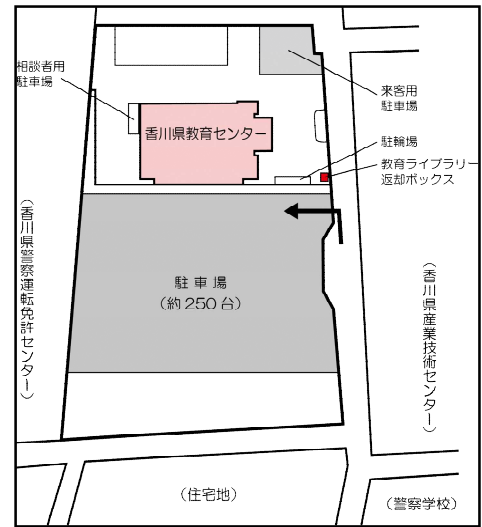 相談者用
駐車場
来客用
駐車場
香川県教育センター
駐輪場
教育ライブラリー
返却ボックス
(香川県警察運転免許センター)
駐車場
(約250台)
(香川県産業技術センター)
(住宅地)
(警察学校)